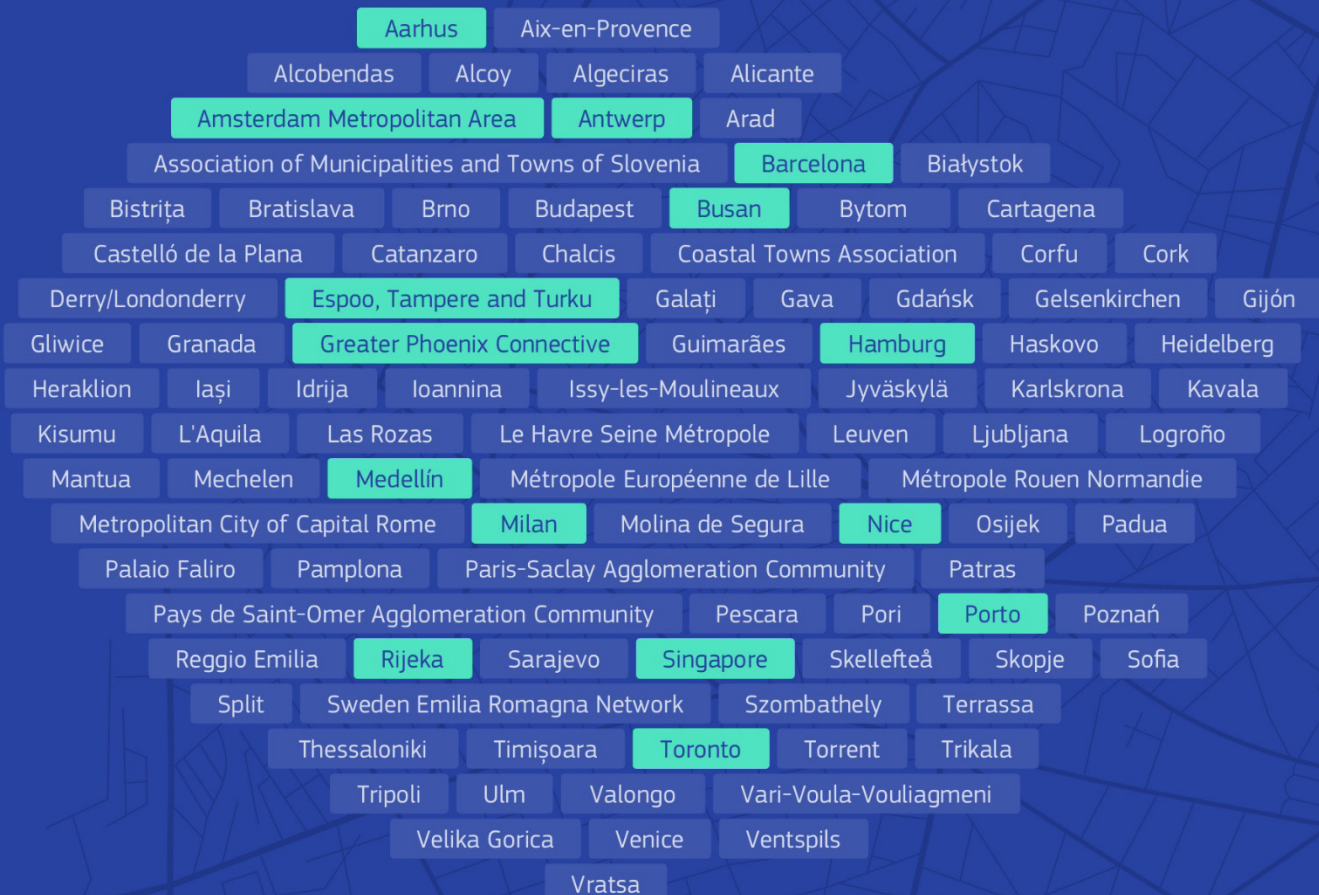 Aarhus Aix-en-Provence
Alcobendas Alcoy Algeciras Alicante
Amsterdam Metropolitan Area Antwerp Arad
Association of Municipalities and Towns of Slovenia Barcelona Białystok
Bistrița Bratislava Brno Budapest Busan Bytom Cartagena
Castelló de la Plana Catanzaro Chalcis Coastal Towns Association Corfu Cork
Derry/Londonderry Espoo, Tampere and Turku Galați Gava Gdańsk Gelsenkirchen Gijón
Gliwice Granada Greater Phoenix Connective Guimarães Hamburg Haskovo Heidelberg
Heraklion Iași Idrija Ioannina Issy-les-Moulineaux Jyväskylä Karlskrona Kavala
Kisumu L'Aquila Las Rozas Le Havre Seine Métropole Leuven Ljubljana Logroño
Mantua Mechelen Medellín Métropole Européenne de Lille Métropole Rouen Normandie
Metropolitan City of Capital Rome Milan Molina de Segura Nice Osijek Padua
Palaio Faliro Pamplona Paris-Saclay Agglomeration Community Patras
Pays de Saint-Omer Agglomeration Community Pescara Pori Porto Poznań
Reggio Emilia Rijeka Sarajevo Singapore Skellefteå Skopje Sofia
Split Sweden Emilia Romagna Network Szombathely Terrassa
Thessaloniki Timișoara Toronto Torrent Trikala
Tripoli Ulm Valongo Vari-Voula-Vouliagmeni
Velika Gorica Venice Ventspils
Vratsa